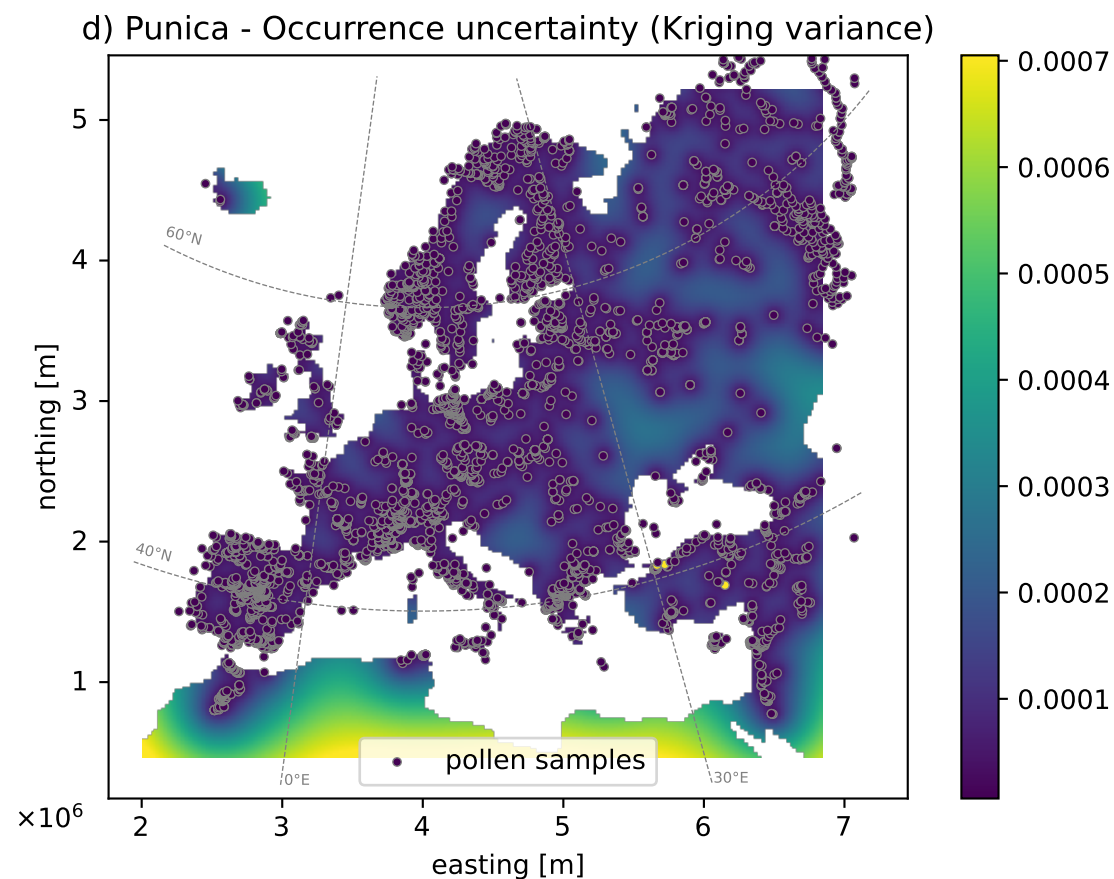 d) Punica - Occurrence uncertainty (Kriging variance)
northing [m]
5
4
3
2
1
60°N
40°N
0°E
30°E
pollen samples
×10⁶
2 3 4 5 6 7
easting [m]
0.0007
0.0006
0.0005
0.0004
0.0003
0.0002
0.0001